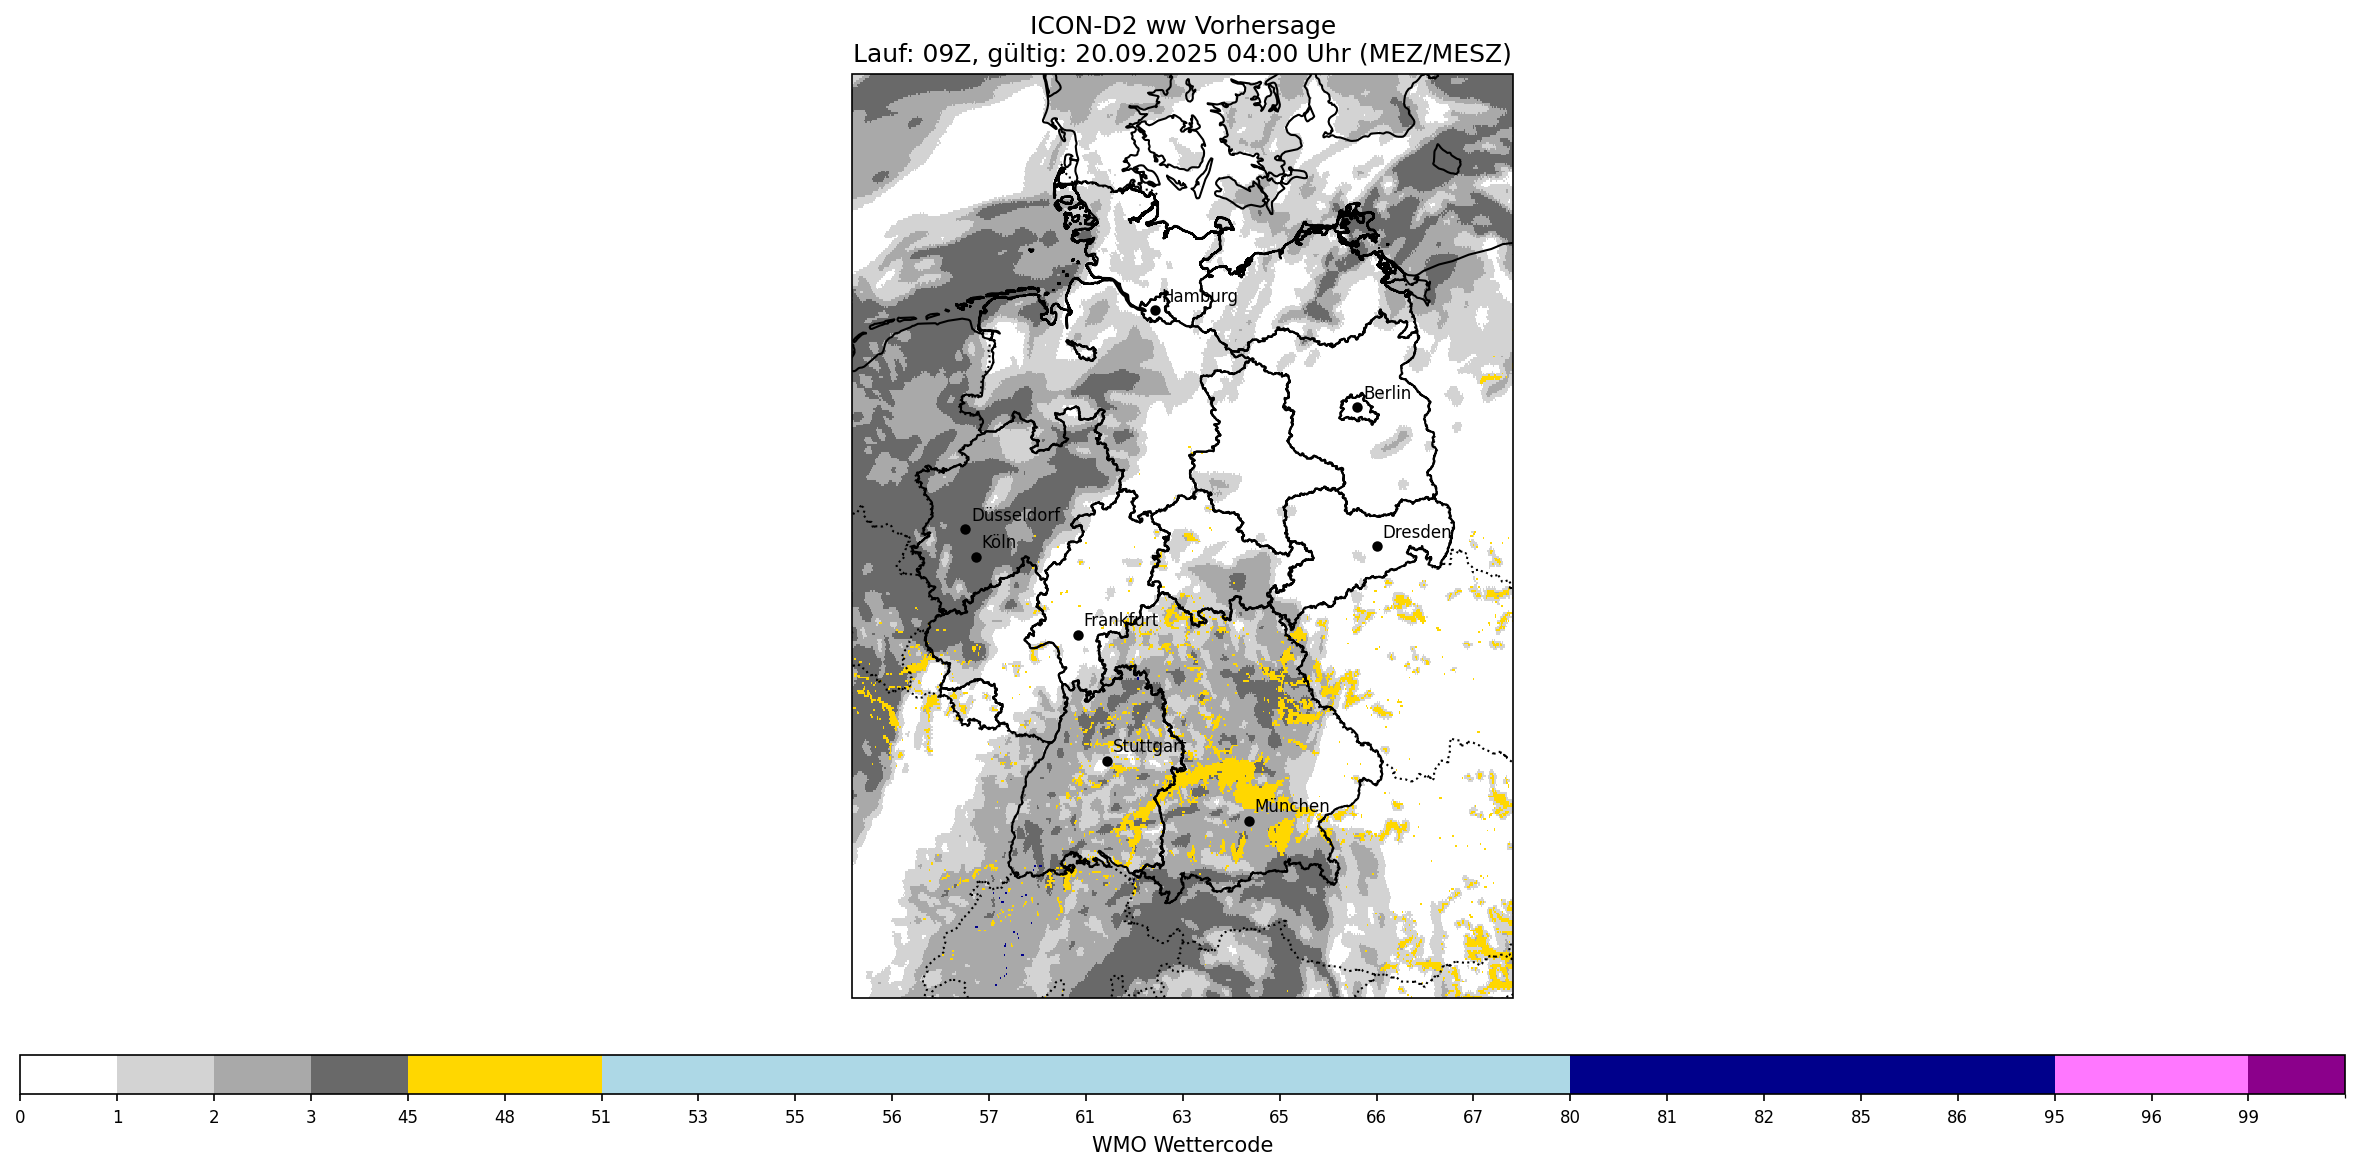 ICON-D2 ww Vorhersage
Lauf: 09Z, gültig: 20.09.2025 04:00 Uhr (MEZ/MESZ)
Hamburg
Berlin
Düsseldorf
Köln
Dresden
Frankfurt
Stuttgart
München
0 1 2 3 45 48 51 53 55 56 57 61 63 65 66 67 80 81 82 85 86 95 96 99
WMO Wettercode